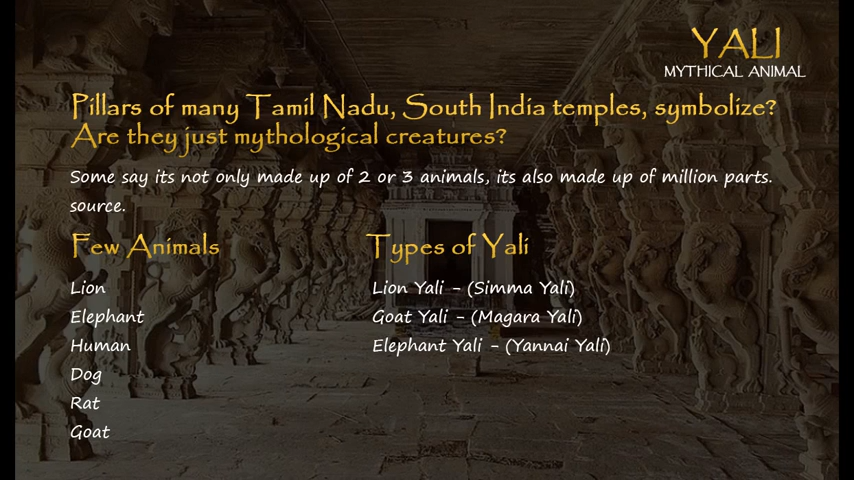 YALI
MYTHICAL ANIMAL
Pillars of many Tamil Nadu, South India temples, symbolize?
Are they just mythological creatures?
Some say its not only made up of 2 or 3 animals, its also made up of million parts.
source.
Few Animals
Lion
Elephant
Human
Dog
Rat
Goat
Types of Yali
Lion Yali - (Simma Yali)
Goat Yali - (Magara Yali)
Elephant Yali - (Yannai Yali)